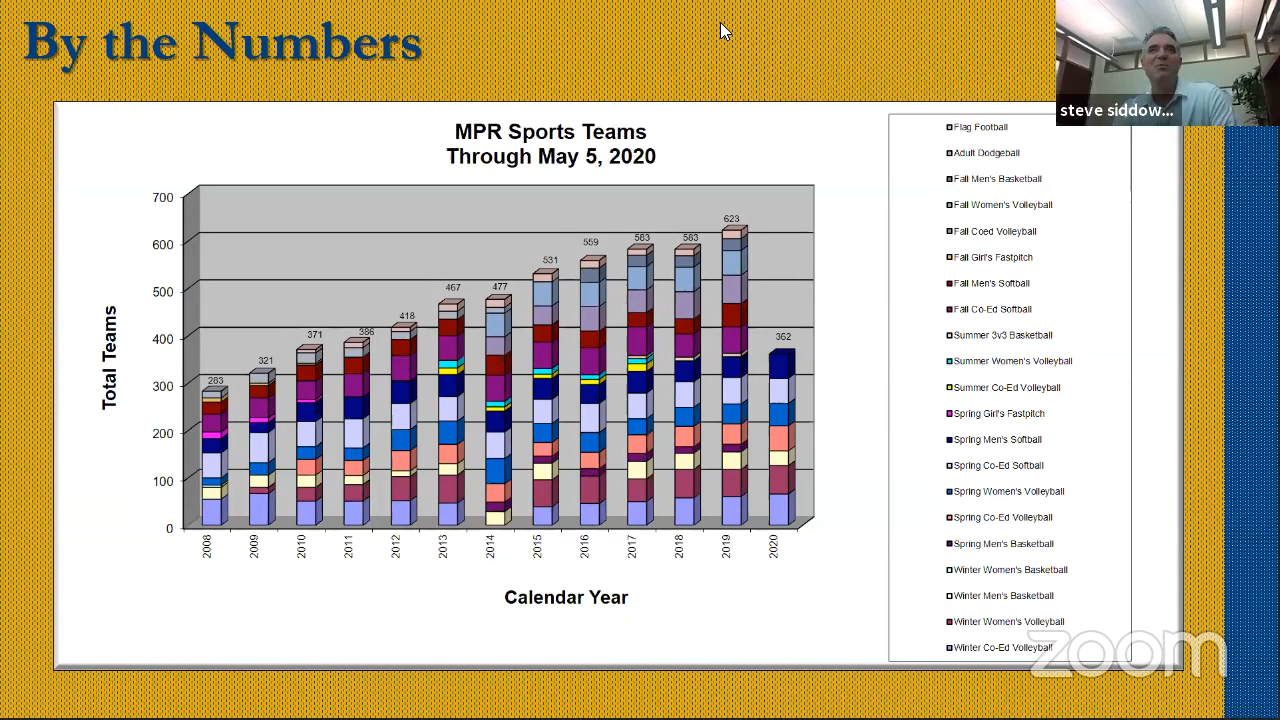 By the Numbers
steve siddow...
MPR Sports Teams
Through May 5, 2020
Total Teams
700
600
500
400
300
200
100
0
283
321
371
386
418
467
477
531
559
583
583
623
362
2008
2009
2010
2011
2012
2013
2014
2015
2016
2017
2018
2019
2020
Calendar Year
Flag Football
Adult Dodgeball
Fall Men's Basketball
Fall Women's Volleyball
Fall Coed Volleyball
Fall Girl's Fastpitch
Fall Men's Softball
Fall Co-Ed Softball
Summer 3v3 Basketball
Summer Women's Volleyball
Summer Co-Ed Volleyball
Spring Girl's Fastpitch
Spring Men's Softball
Spring Co-Ed Softball
Spring Women's Volleyball
Spring Co-Ed Volleyball
Spring Men's Basketball
Winter Women's Basketball
Winter Men's Basketball
Winter Women's Volleyball
Winter Co-Ed Volleyball
zoom